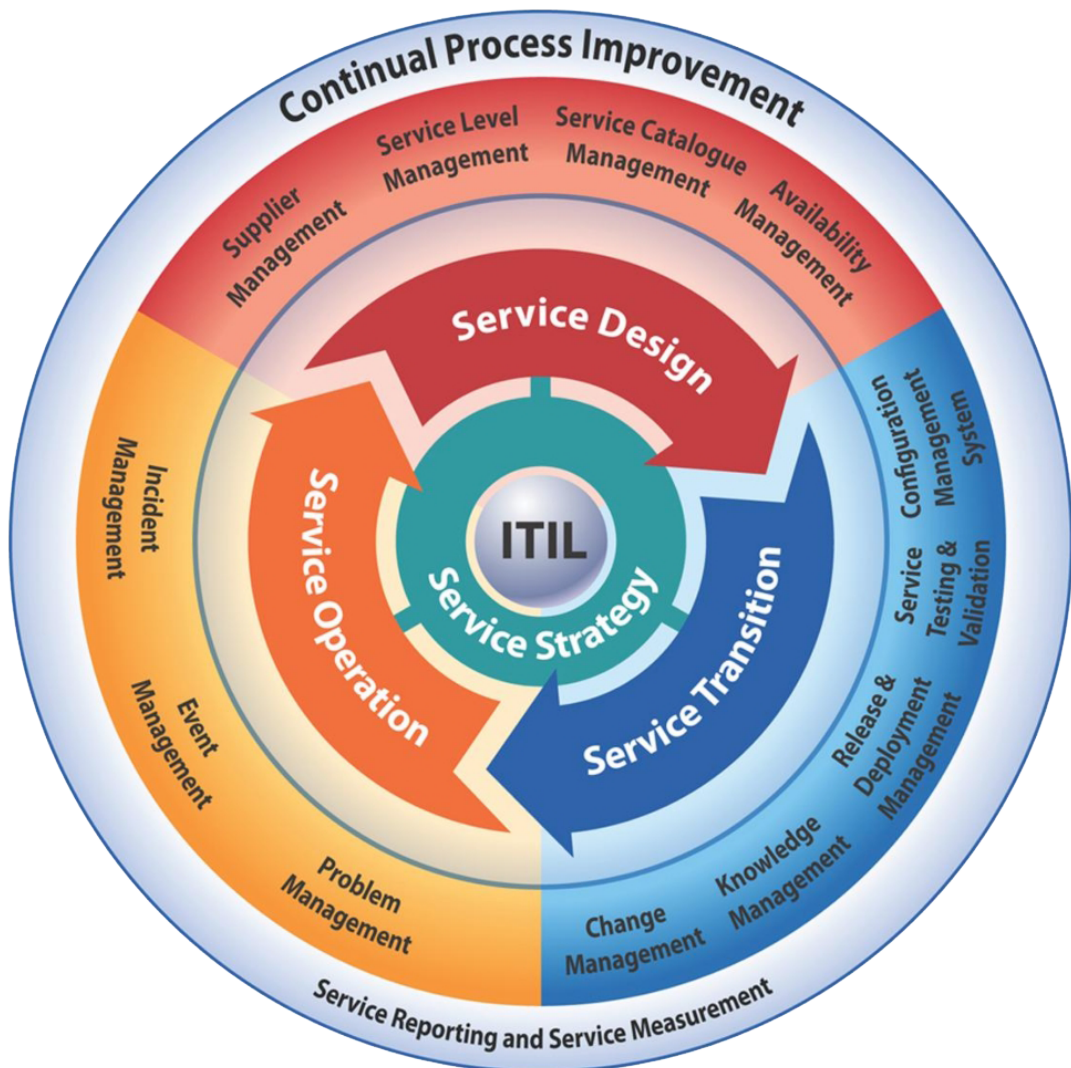 Continual Process Improvement
Supplier
Management
Service Level
Management
Service Catalogue
Management
Availability
Management
Service Design
Configuration
Management
System
Service
Testing &
Validation
Release &
Deployment
Management
Knowledge
Management
Change
Management
Service Transition
Problem
Management
Event
Management
Incident
Management
Service Operation
ITIL
Service Strategy
Service Reporting and Service Measurement